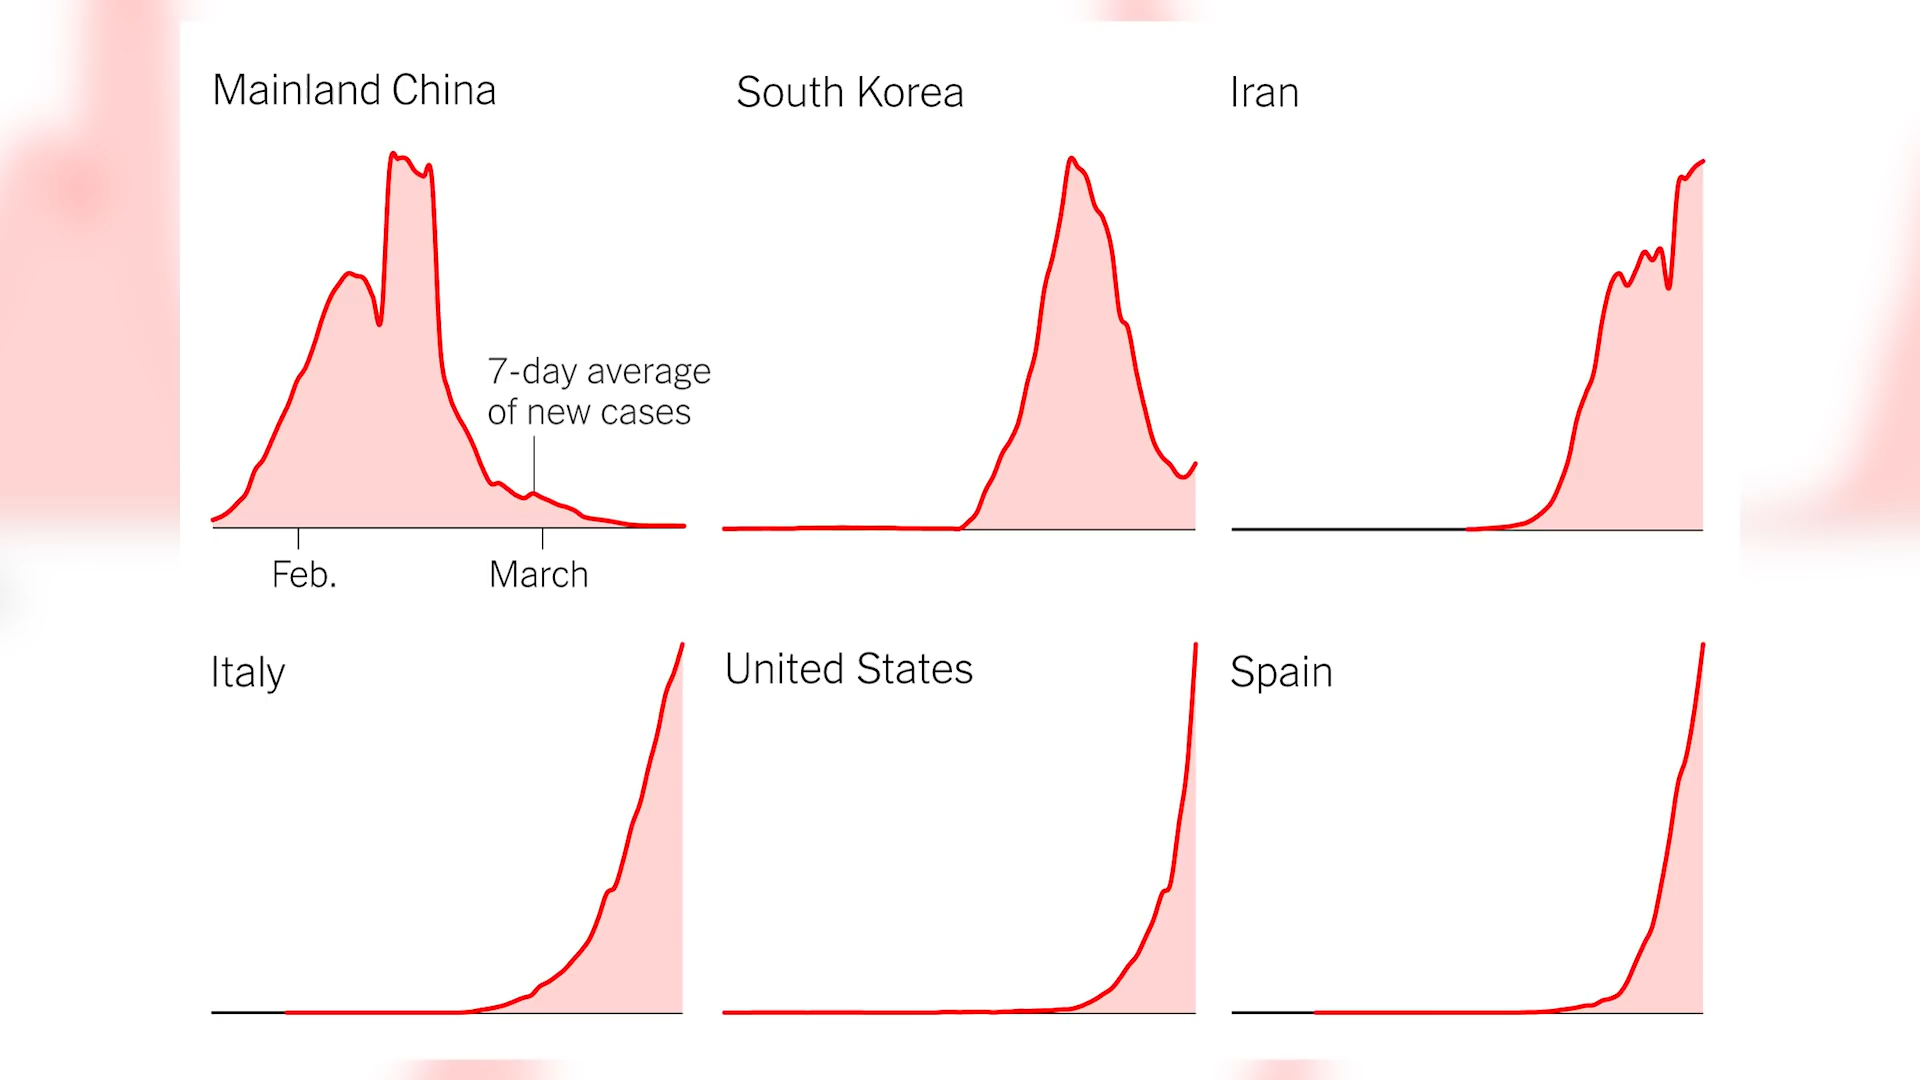 Mainland China
South Korea
Iran
7-day average
of new cases
Feb.
March
Italy
United States
Spain